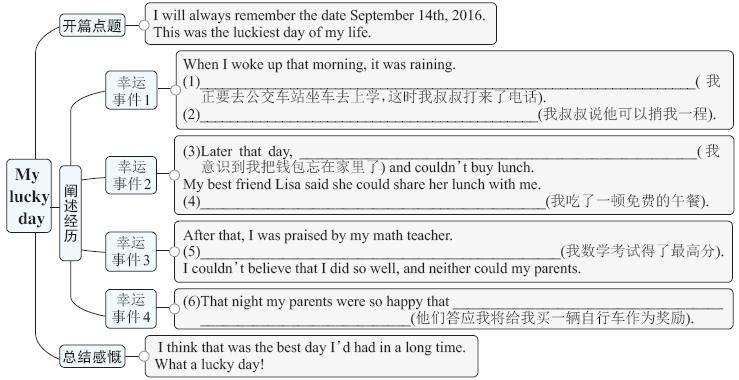 My
lucky
day
开篇点题
I will always remember the date September 14th, 2016.
This was the luckiest day of my life.
阐述经历
幸运
事件1
When I woke up that morning, it was raining.
(1)______________________________(我
正要去公交车站坐车去上学,这时我叔叔打来了电话).
(2)______________________________(我叔叔说他可以捎我一程).
幸运
事件2
(3)Later that day, ______________________________(我
意识到我把钱包忘在家里了) and couldn't buy lunch.
My best friend Lisa said she could share her lunch with me.
(4)______________________________(我吃了一顿免费的午餐).
幸运
事件3
After that, I was praised by my math teacher.
(5)______________________________(我数学考试得了最高分).
I couldn't believe that I did so well, and neither could my parents.
幸运
事件4
(6)That night my parents were so happy that ______________________________
____________________(他们答应我将给我买一辆自行车作为奖励).
总结感慨
I think that was the best day I'd had in a long time.
What a lucky day!